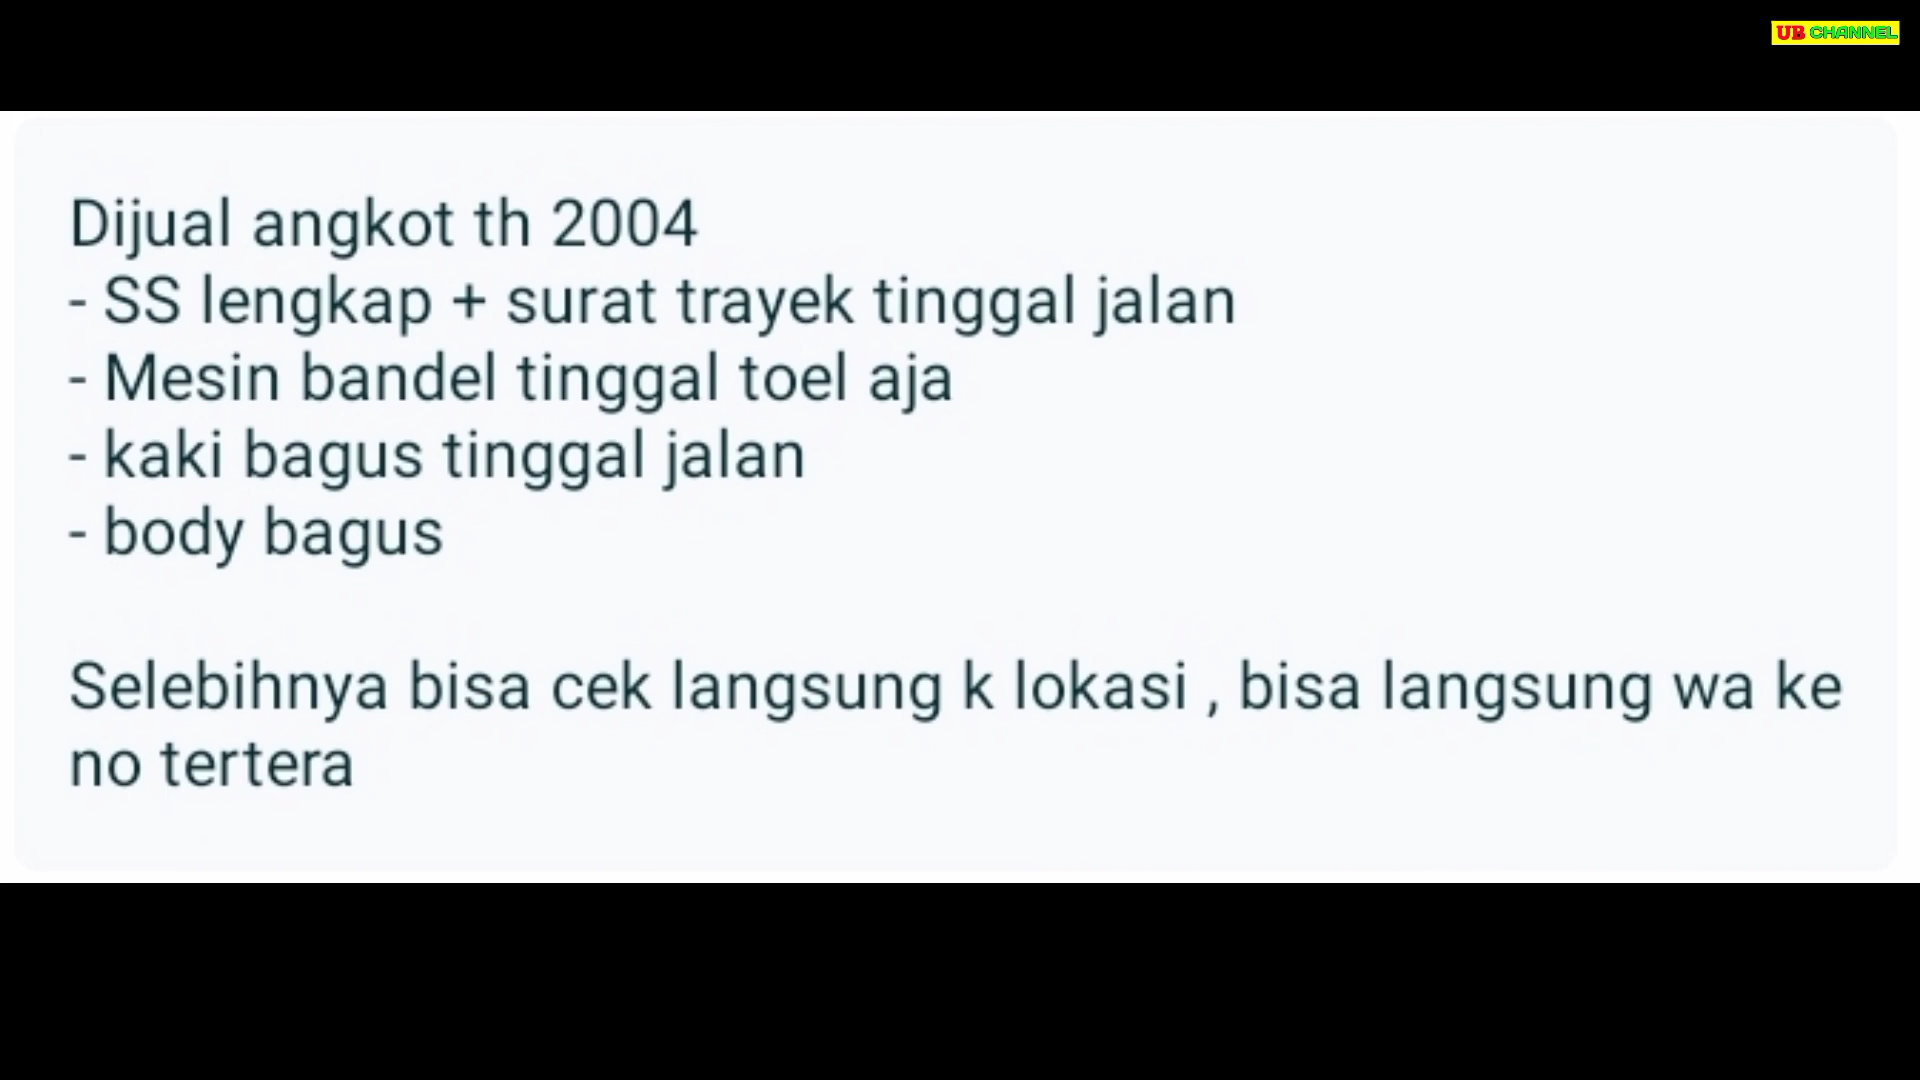 UB CHANNEL
Dijual angkot th 2004
- SS lengkap + surat trayek tinggal jalan
- Mesin bandel tinggal toel aja
- kaki bagus tinggal jalan
- body bagus
Selebihnya bisa cek langsung k lokasi , bisa langsung wa ke
no tertera